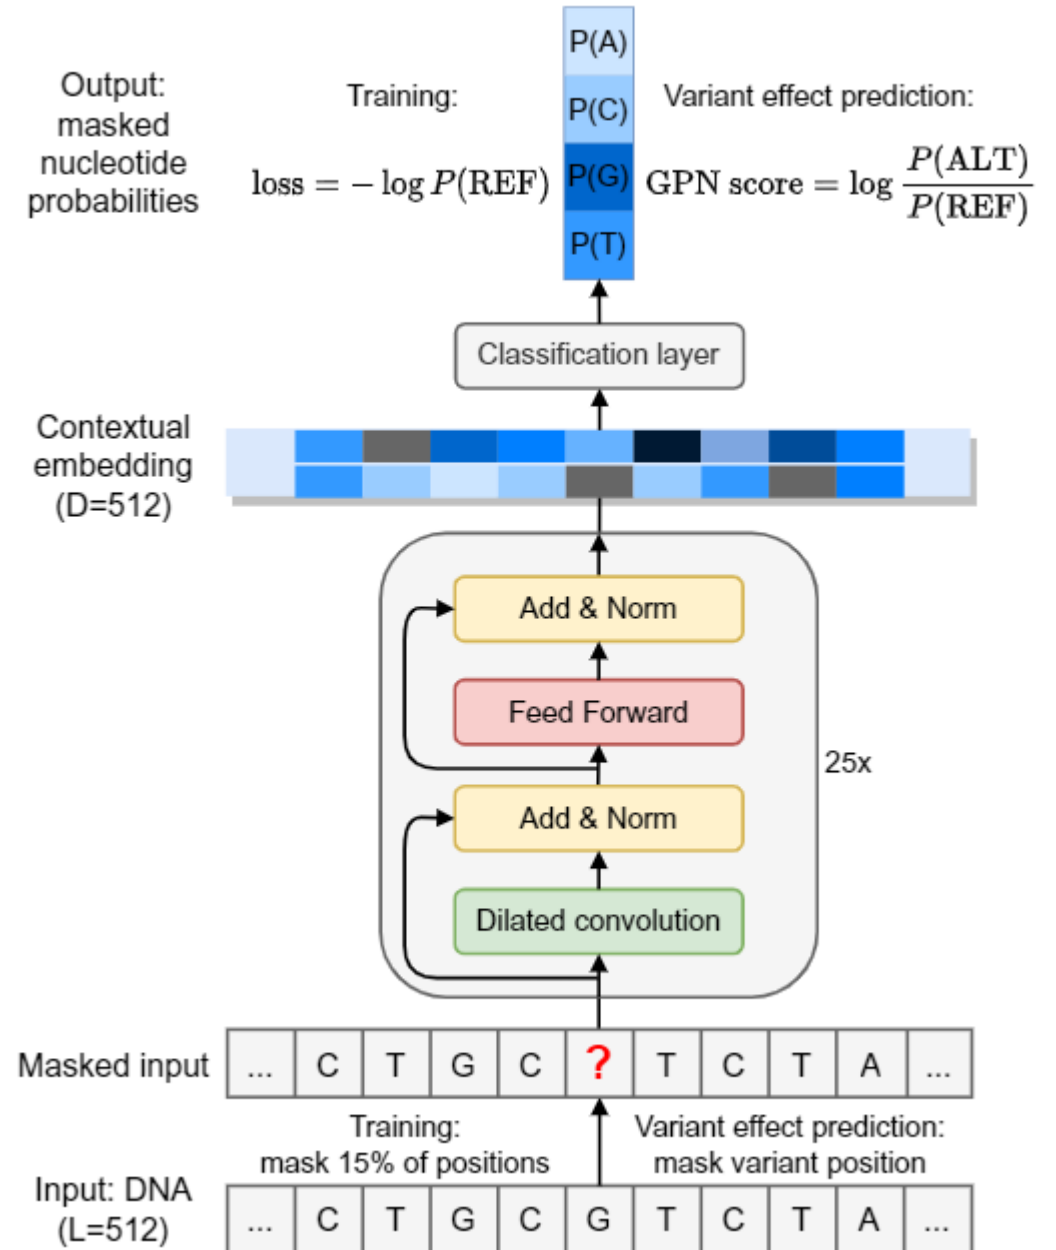 Output:
masked
nucleotide
probabilities
Training:
loss = − log P(REF)
P(A)
P(C)
P(G)
P(T)
Variant effect prediction:
GPN score = log P(ALT) / P(REF)
Classification layer
Contextual
embedding
(D=512)
Add & Norm
Feed Forward
25x
Add & Norm
Dilated convolution
Masked input
... C T G C ? T C T A ...
Training:
mask 15% of positions
Variant effect prediction:
mask variant position
Input: DNA
(L=512)
... C T G C G T C T A ...